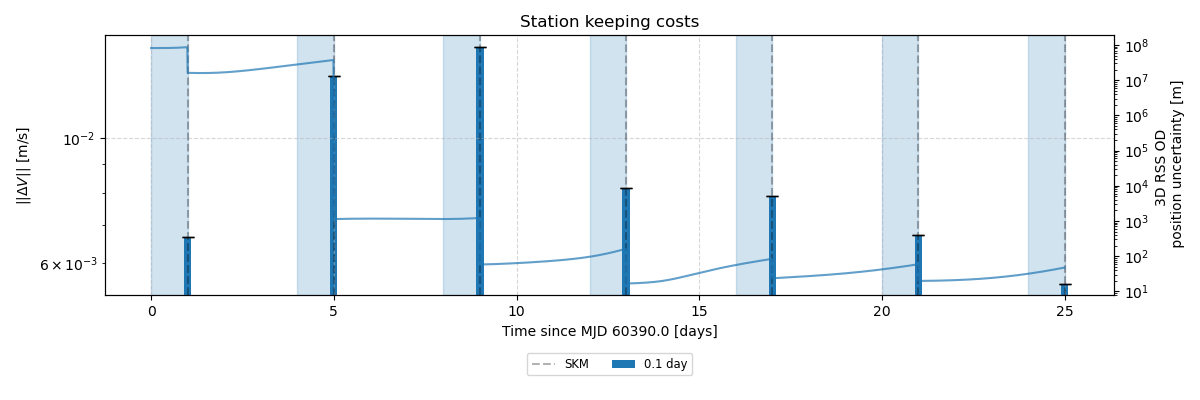 Station keeping costs
||ΔV|| [m/s]
10⁻²
6 × 10⁻³
10⁸
10⁷
10⁶
10⁵
10⁴
10³
10²
10¹
3D RSS OD
position uncertainty [m]
0 5 10 15 20 25
Time since MJD 60390.0 [days]
SKM 0.1 day